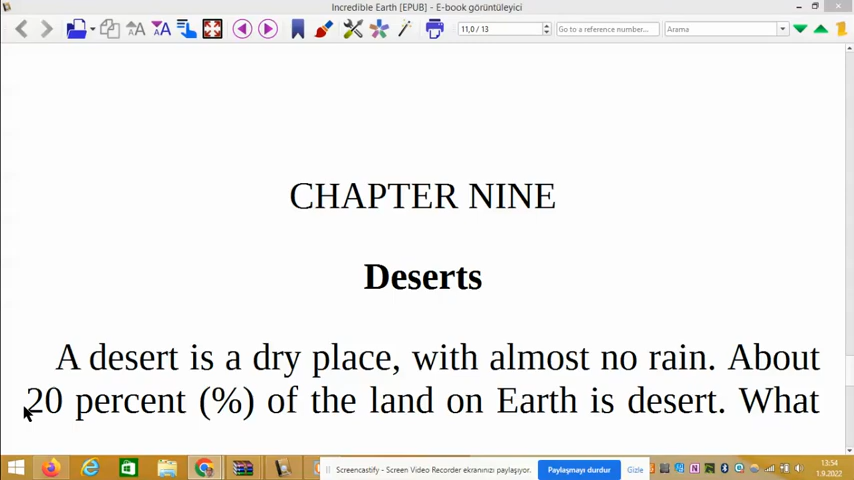 Incredible Earth [EPUB] - E-book görüntüleyici
11,0 / 13
Go to a reference number...
Arama
CHAPTER NINE
Deserts
A desert is a dry place, with almost no rain. About
20 percent (%) of the land on Earth is desert. What
Screencastify - Screen Video Recorder ekranınızı paylaşıyor.
Paylaşmayı durdur
Gizle
13:54
1.9.2022